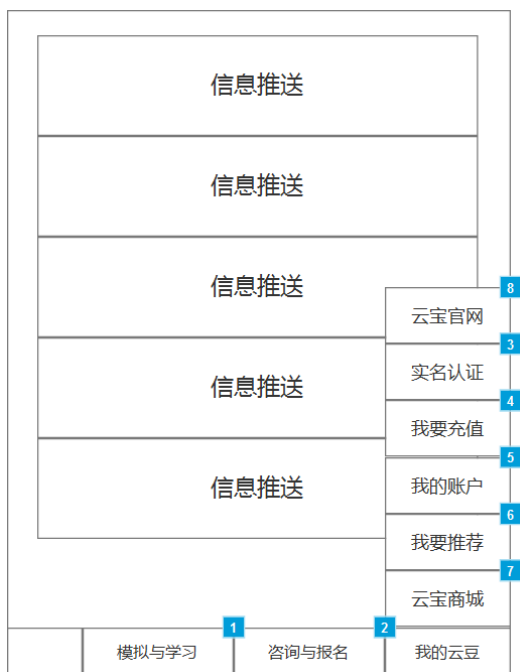 信息推送
信息推送
信息推送
8
云宝官网
3
实名认证
信息推送
4
我要充值
5
信息推送
我的账户
6
我要推荐
7
云宝商城
1
2
模拟与学习
咨询与报名
我的云豆